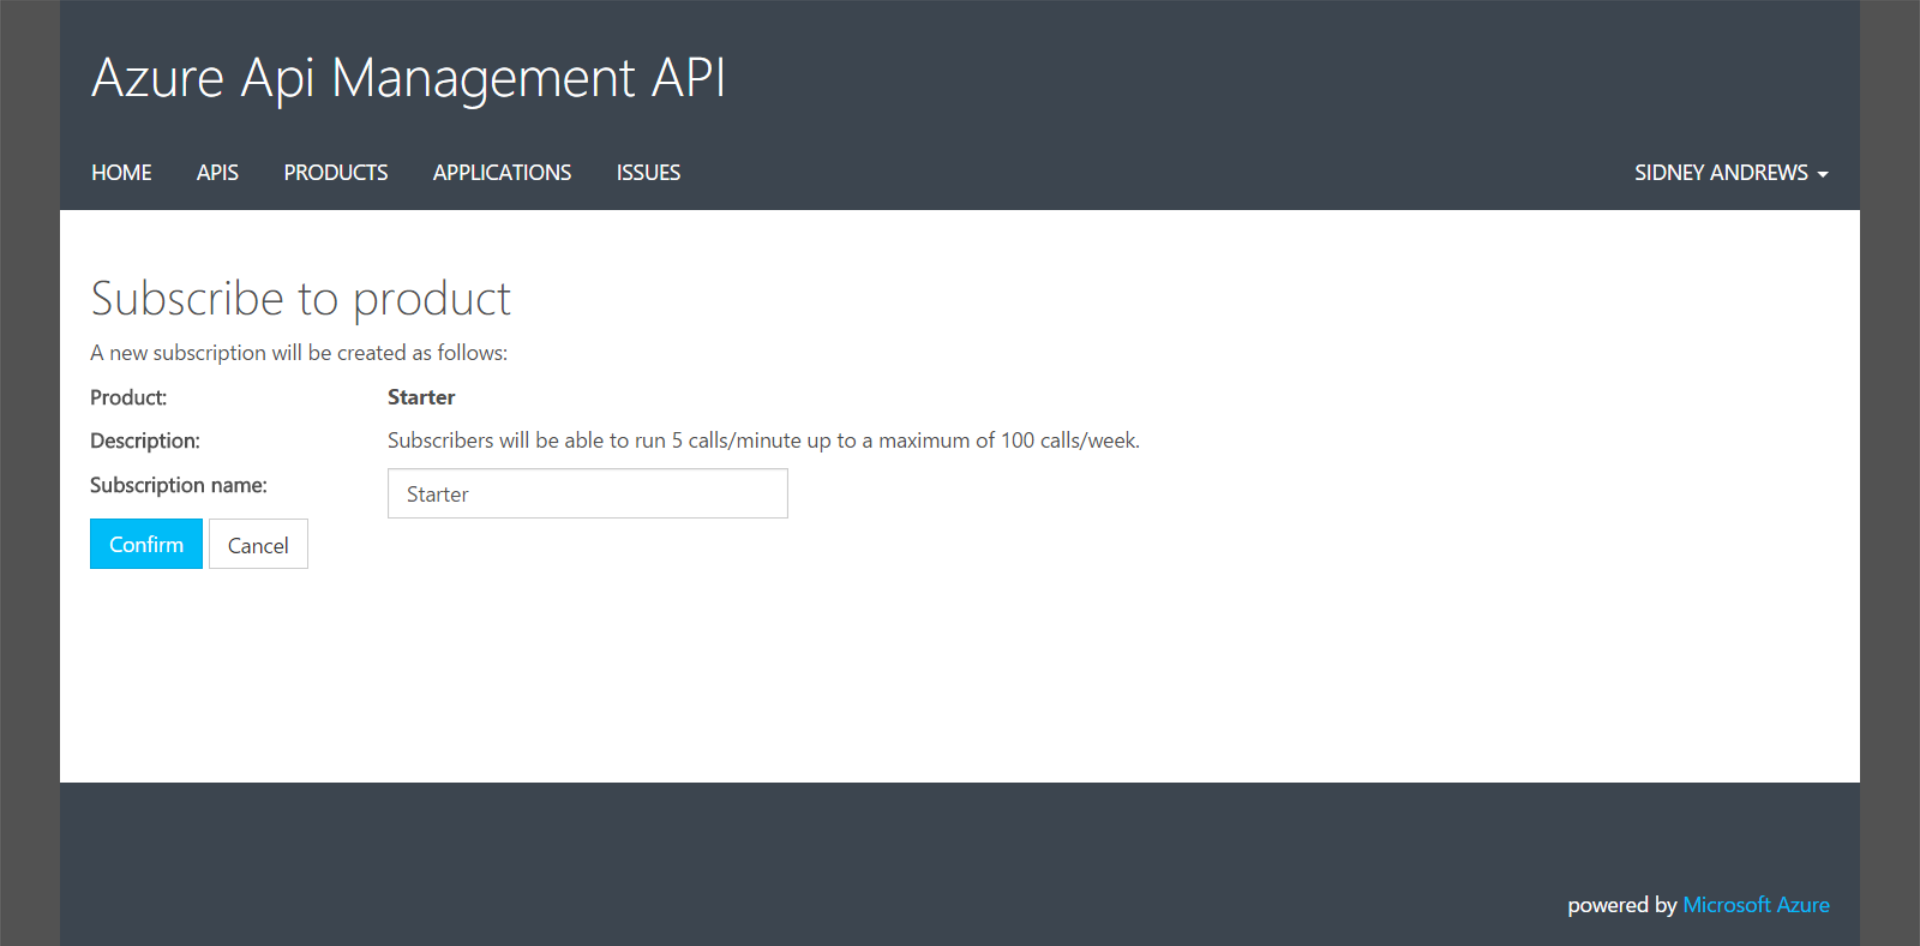 Azure Api Management API
HOME APIS PRODUCTS APPLICATIONS ISSUES SIDNEY ANDREWS
Subscribe to product
A new subscription will be created as follows:
Product: Starter
Description: Subscribers will be able to run 5 calls/minute up to a maximum of 100 calls/week.
Subscription name: Starter
Confirm Cancel
powered by Microsoft Azure